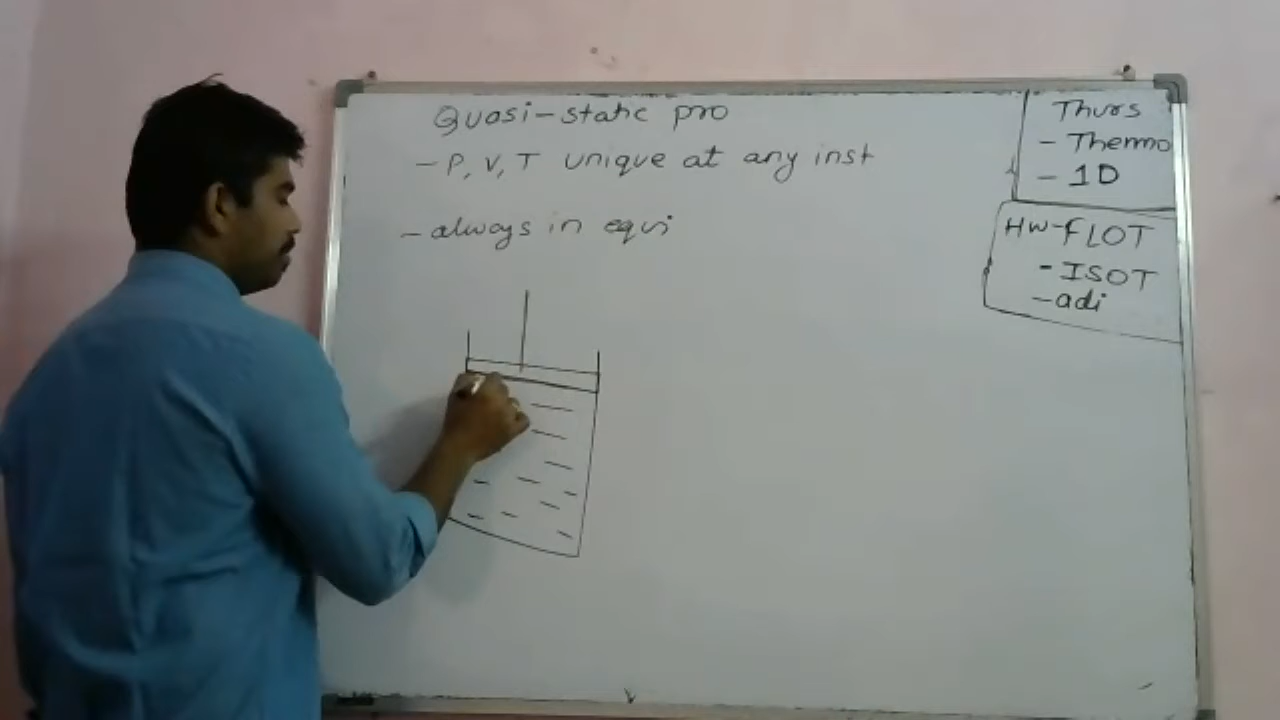 Quasi-static pro
- P, V, T unique at any inst
- always in equi
Thurs
- Thermo
- 1D
HW-FLOT
- ISOT
- adi